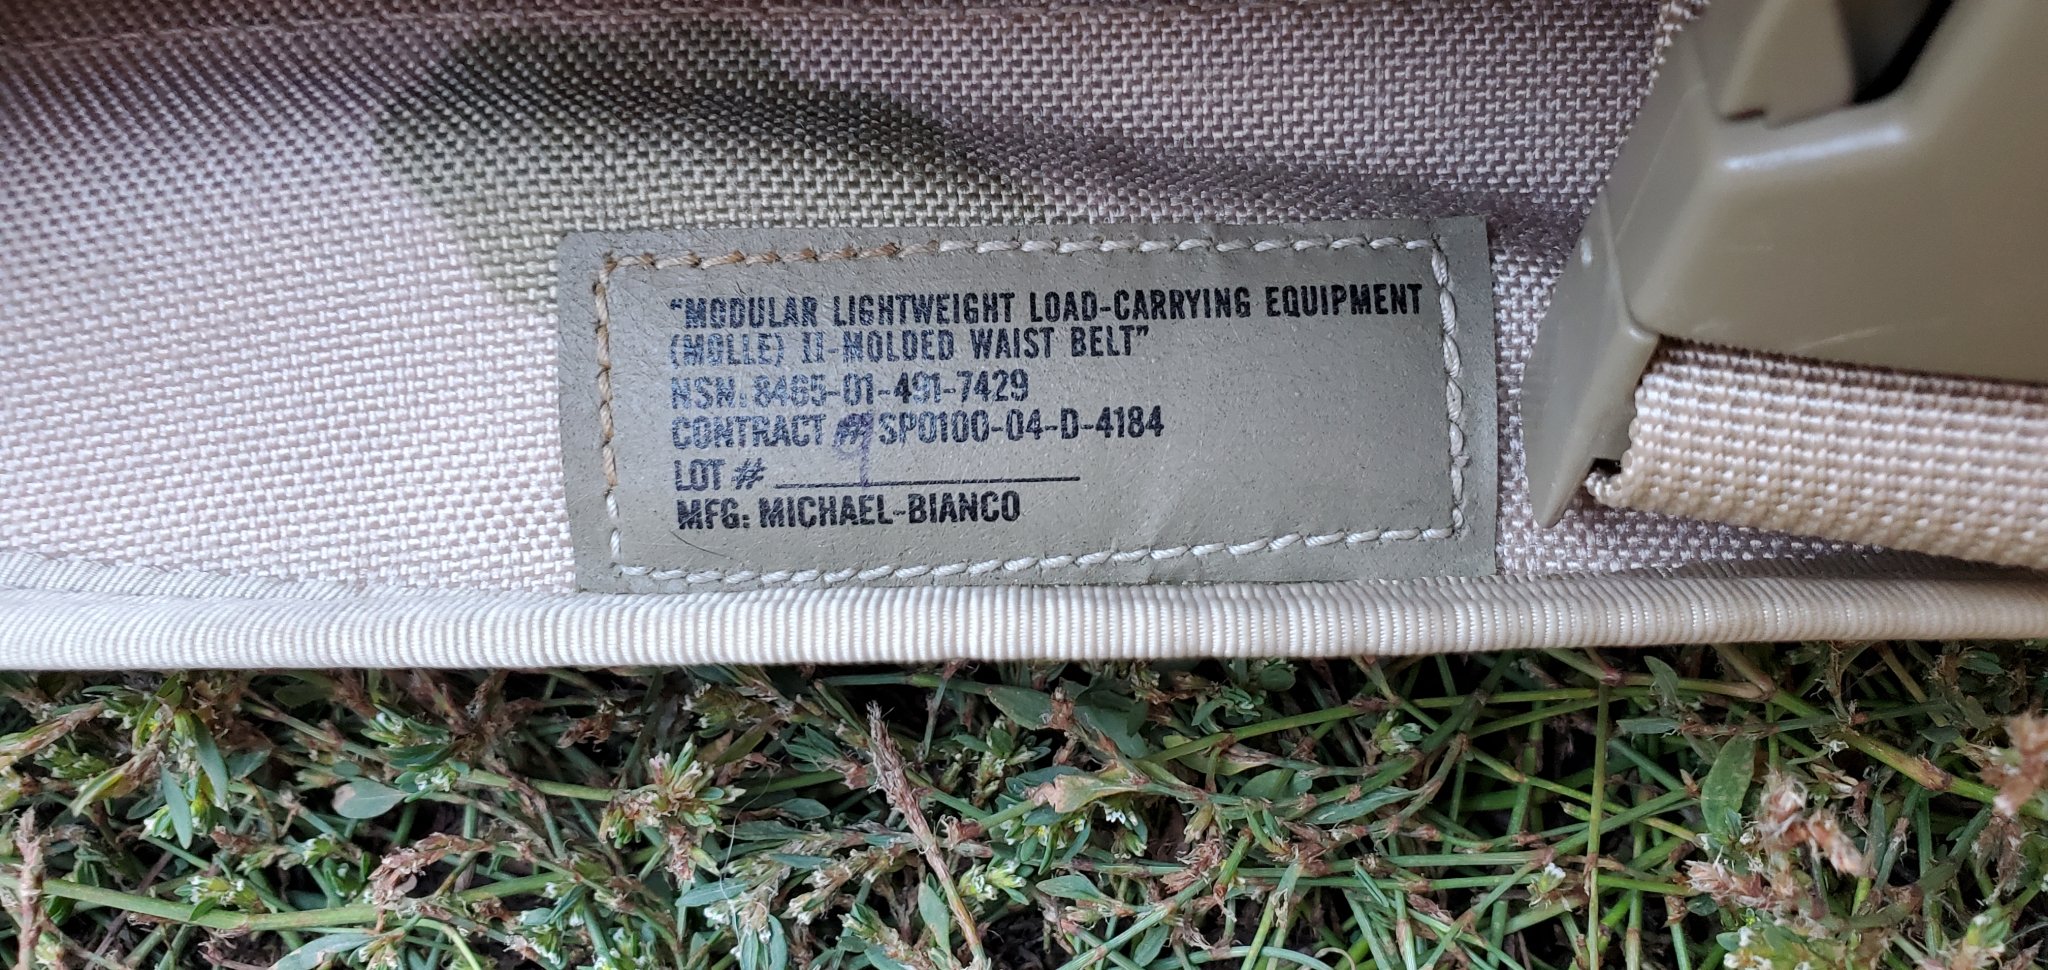 "MODULAR LIGHTWEIGHT LOAD-CARRYING EQUIPMENT
(MOLLE) II-MOLDED WAIST BELT"
NSN: 8465-01-491-7429
CONTRACT # SP0100-04-D-4184
LOT # 9
MFG: MICHAEL-BIANCO